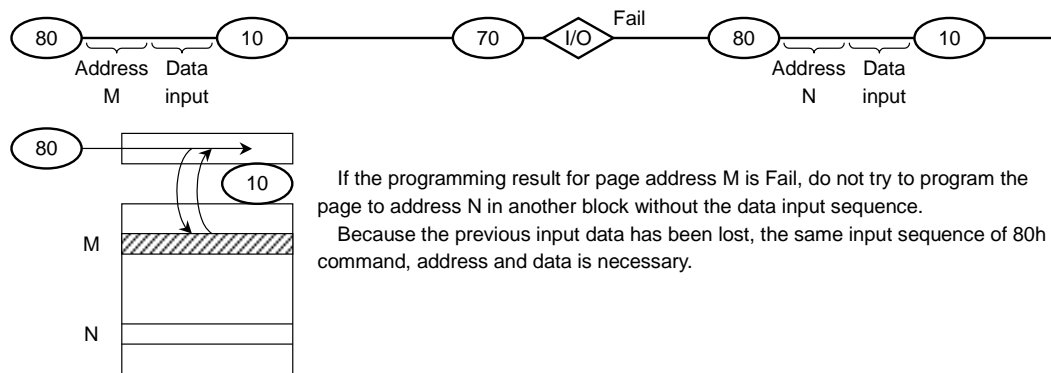 Fail
80 10 70 I/O 80 10
Address Data Address Data
M input N input
80
10
If the programming result for page address M is Fail, do not try to program the
page to address N in another block without the data input sequence.
Because the previous input data has been lost, the same input sequence of 80h
command, address and data is necessary.
M
N